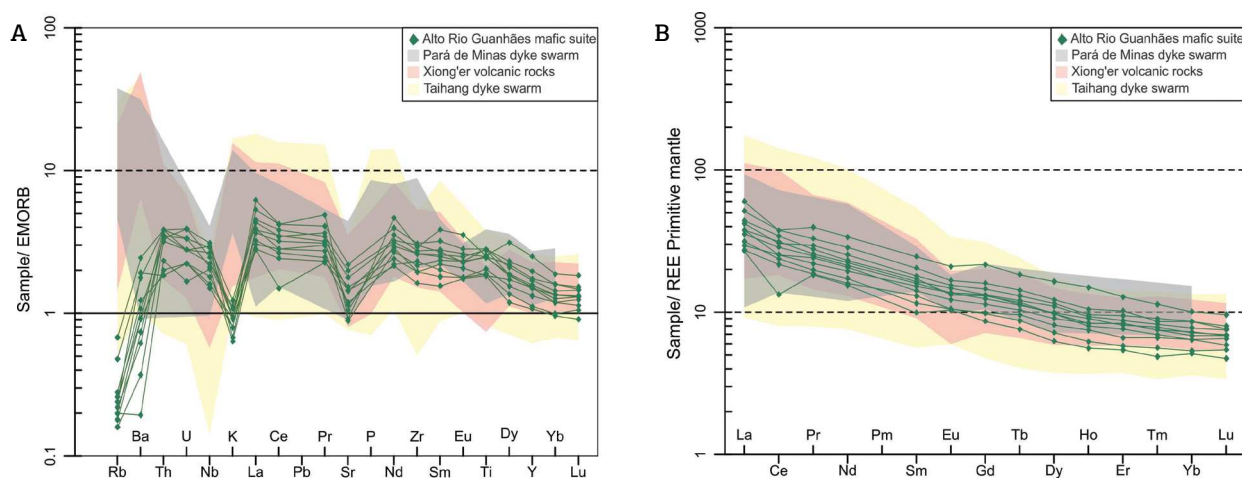 A
Alto Rio Guanhães mafic suite
Pará de Minas dyke swarm
Xiong'er volcanic rocks
Taihang dyke swarm
100
10
1
0.1
Sample/ EMORB
Ba U K Ce Pr P Zr Eu Dy Yb
Rb Th Nb La Pb Sr Nd Sm Ti Y Lu
B
Alto Rio Guanhães mafic suite
Pará de Minas dyke swarm
Xiong'er volcanic rocks
Taihang dyke swarm
1000
100
10
1
Sample/ REE Primitive mantle
La Pr Nd Pm Eu Tb Ho Tm Lu
Ce Sm Gd Dy Er Yb